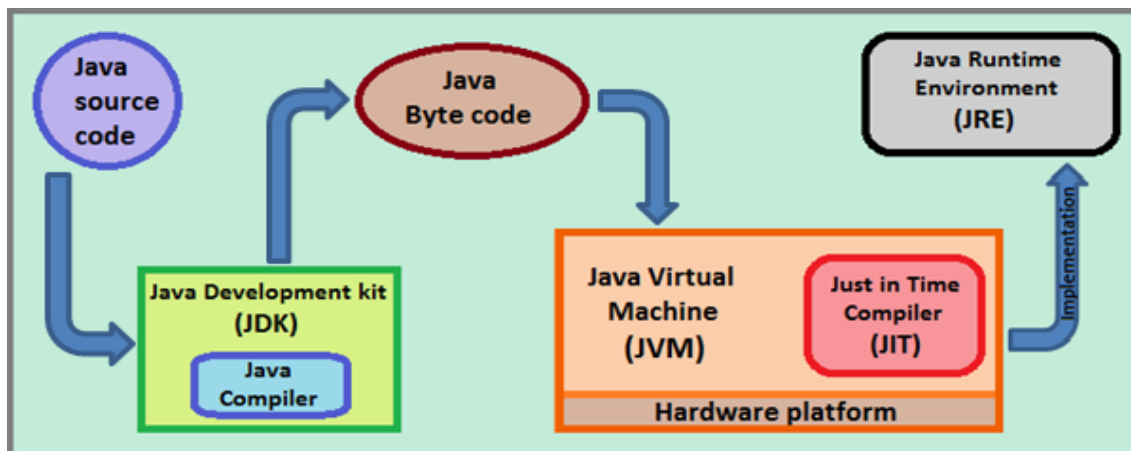 Java
source
code
Java
Byte code
Java Runtime
Environment
(JRE)
Java Development kit
(JDK)
Java
Compiler
Java Virtual
Machine
(JVM)
Just in Time
Compiler
(JIT)
Hardware platform
Implementation